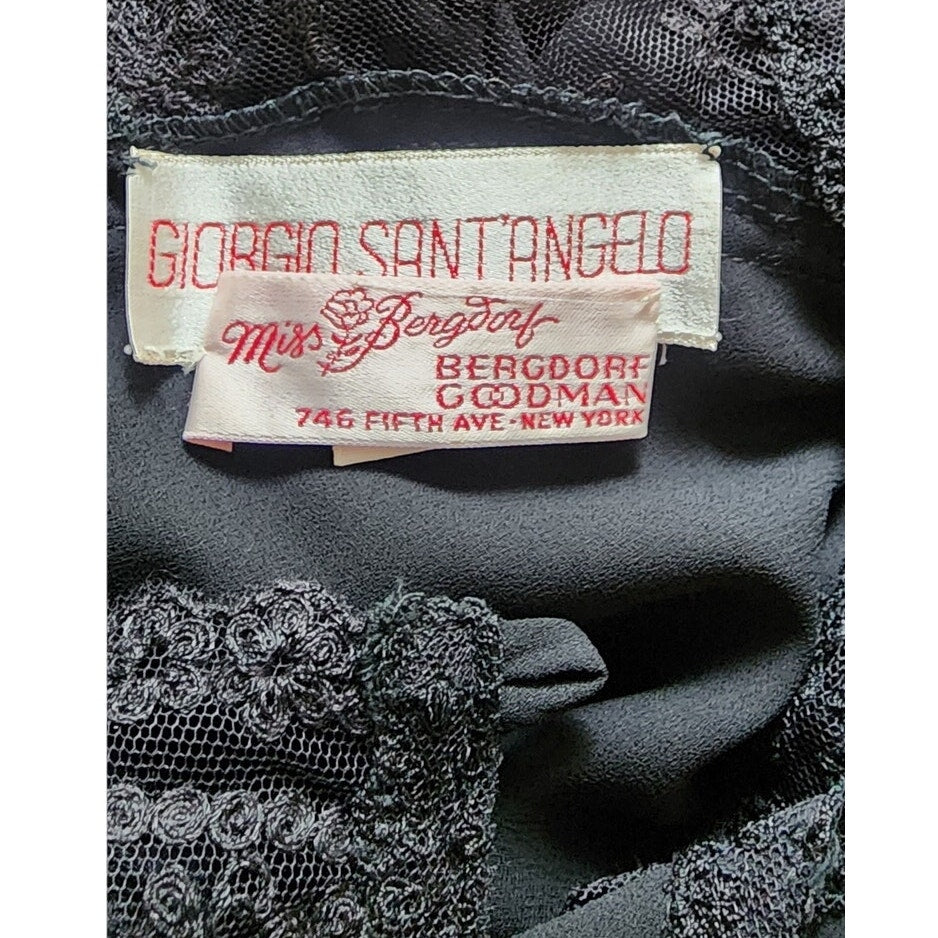 GIORGIO SANT'ANGELO
Miss Bergdorf
BERGDORF
GOODMAN
746 FIFTH AVE·NEW YORK